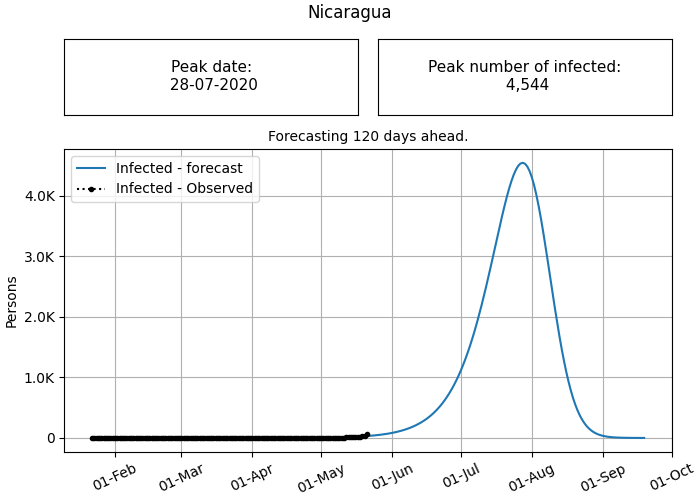 Nicaragua
Peak date:
28-07-2020
Peak number of infected:
4,544
Forecasting 120 days ahead.
Infected - forecast
Infected - Observed
4.0K
3.0K
2.0K
1.0K
0
Persons
01-Feb
01-Mar
01-Apr
01-May
01-Jun
01-Jul
01-Aug
01-Sep
01-Oct